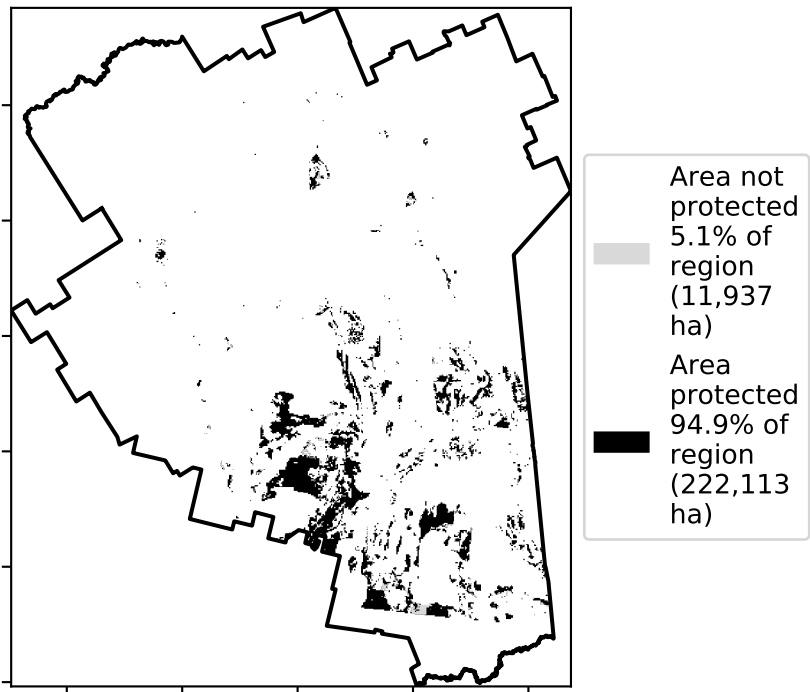 Area not
protected
5.1% of
region
(11,937
ha)
Area
protected
94.9% of
region
(222,113
ha)